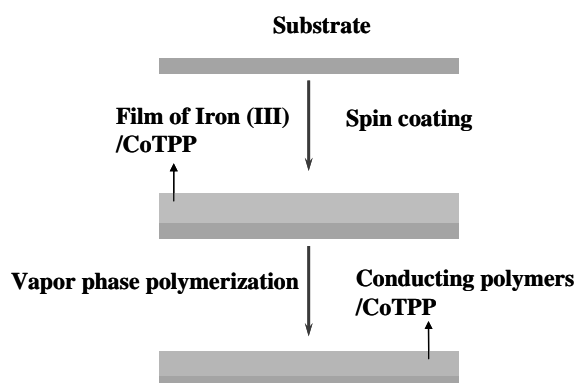 Substrate
Film of Iron (III)
/CoTPP
Spin coating
Vapor phase polymerization
Conducting polymers
/CoTPP